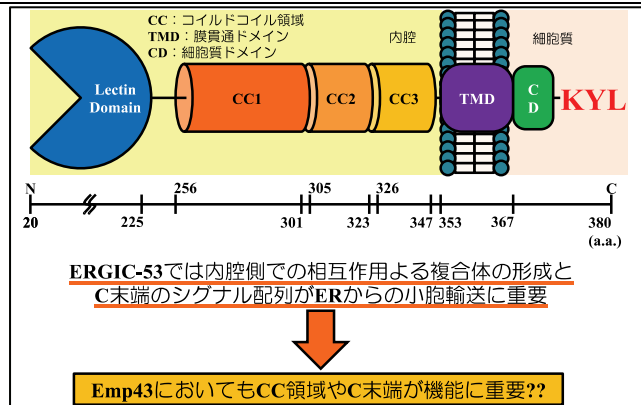 CC：コイルドコイル領域
TMD：膜貫通ドメイン
CD：細胞質ドメイン
内腔
細胞質
Lectin
Domain
CC1
CC2
CC3
TMD
C
D
KYL
N
256
305
326
C
20
225
301
323
347
353
367
380
(a.a.)
ERGIC-53では内腔側での相互作用よる複合体の形成と
C末端のシグナル配列がERからの小胞輸送に重要
Emp43においてもCC領域やC末端が機能に重要??